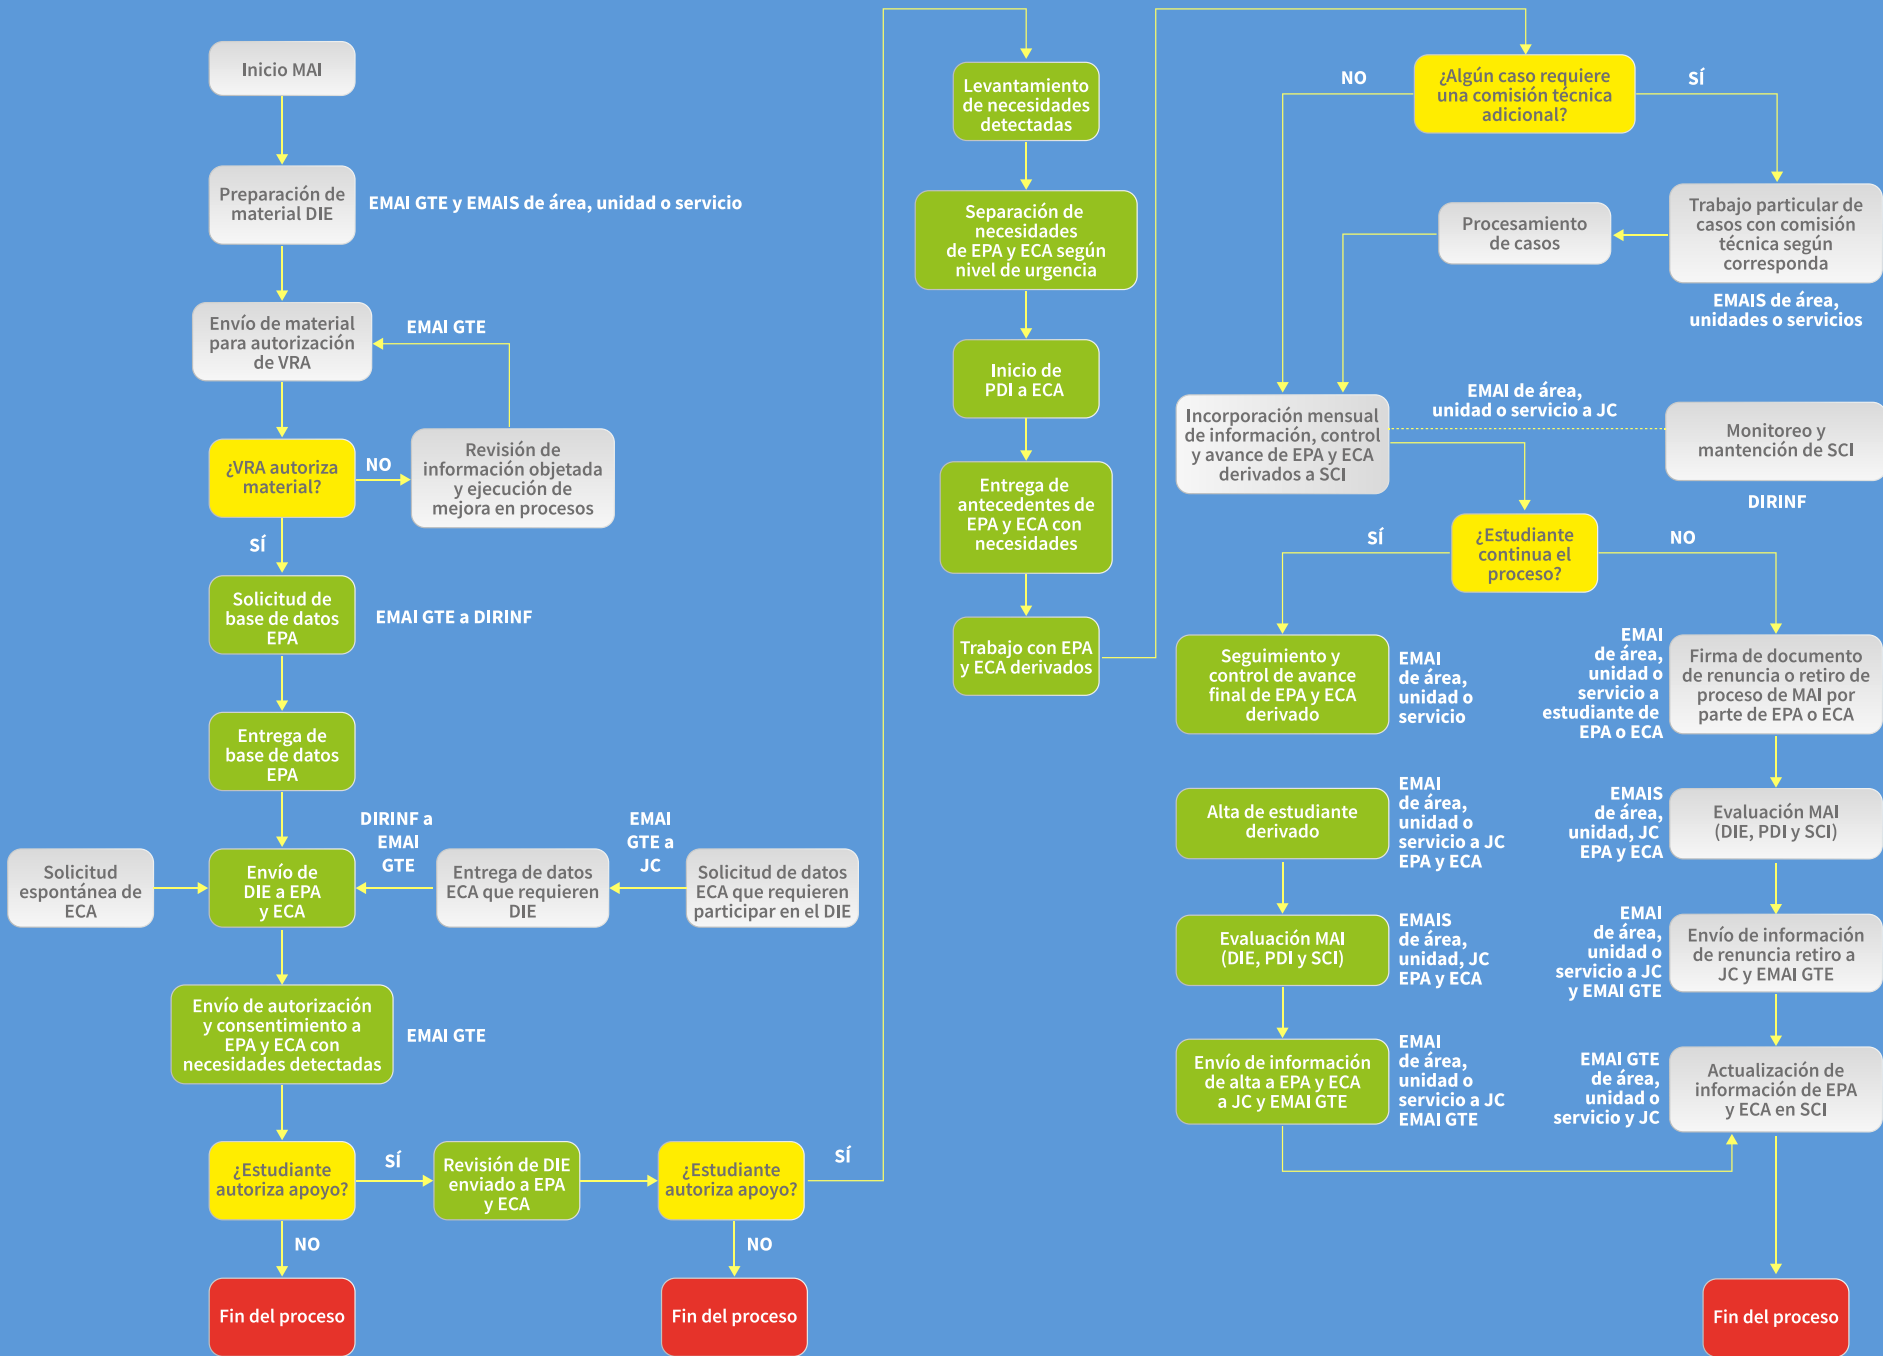 Inicio MAI
Preparación de
material DIE
EMAI GTE y EMAIS de área, unidad o servicio
Envío de material
para autorización
de VRA
EMAI GTE
¿VRA autoriza
material?
NO
Revisión de
información objetada
y ejecución de
mejora en procesos
SÍ
Solicitud de
base de datos
EPA
EMAI GTE a DIRINF
Entrega de
base de datos
EPA
Solicitud
espontánea de
ECA
Envío de
DIE a EPA
y ECA
DIRINF a
EMAI
GTE
Entrega de datos
ECA que requieren
DIE
EMAI
GTE a
JC
Solicitud de datos
ECA que requieren
participar en el DIE
Envío de autorización
y consentimiento a
EPA y ECA con
necesidades detectadas
EMAI GTE
¿Estudiante
autoriza apoyo?
SÍ
NO
Fin del proceso
Revisión de DIE
enviado a EPA
y ECA
¿Estudiante
autoriza apoyo?
SÍ
NO
Fin del proceso
Levantamiento
de necesidades
detectadas
Separación de
necesidades
de EPA y ECA según
nivel de urgencia
Inicio de
PDI a ECA
Entrega de
antecedentes de
EPA y ECA con
necesidades
Trabajo con EPA
y ECA derivados
¿Algún caso requiere
una comisión técnica
adicional?
NO
SÍ
Trabajo particular de
casos con comisión
técnica según
corresponda
EMAIS de área,
unidades o servicios
Procesamiento
de casos
Incorporación mensual
de información, control
y avance de EPA y ECA
derivados a SCI
EMAI de área,
unidad o servicio a JC
Monitoreo y
mantención de SCI
DIRINF
¿Estudiante
continua el
proceso?
SÍ
NO
Seguimiento y
control de avance
final de EPA y ECA
derivado
EMAI
de área,
unidad o
servicio
Alta de estudiante
derivado
EMAI
de área,
unidad o
servicio a JC
EPA y ECA
Evaluación MAI
(DIE, PDI y SCI)
EMAIS
de área,
unidad, JC
EPA y ECA
Envío de información
de alta a EPA y ECA
a JC y EMAI GTE
EMAI
de área,
unidad o
servicio a JC
EMAI GTE
EMAI
de área,
unidad o
servicio a
estudiante de
EPA o ECA
Firma de documento
de renuncia o retiro de
proceso de MAI por
parte de EPA o ECA
EMAIS
de área,
unidad, JC
EPA y ECA
Evaluación MAI
(DIE, PDI y SCI)
EMAI
de área,
unidad o
servicio a JC
y EMAI GTE
Envío de información
de renuncia retiro a
JC y EMAI GTE
EMAI GTE
de área,
unidad o
servicio y JC
Actualización de
información de EPA
y ECA en SCI
Fin del proceso